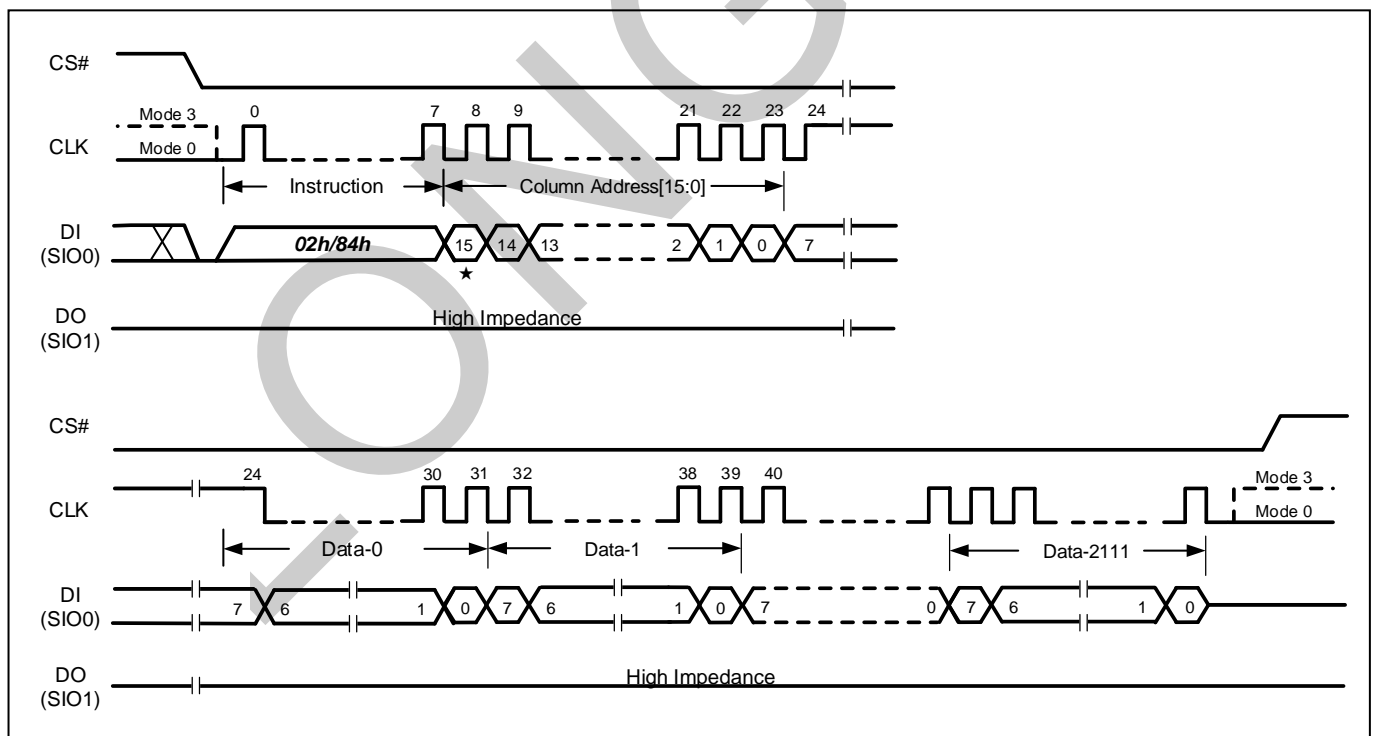 CS#
Mode 3 0 7 8 9 21 22 23 24
CLK Mode 0
Instruction Column Address[15:0]
DI
(SIO0) 02h/84h 15 14 13 2 1 0 7
★
DO
(SIO1) High Impedance
CS#
24 30 31 32 38 39 40 Mode 3
CLK Mode 0
Data-0 Data-1 Data-2111
DI
(SIO0) 7 6 1 0 7 6 1 0 7 0 7 6 1 0
DO
(SIO1) High Impedance